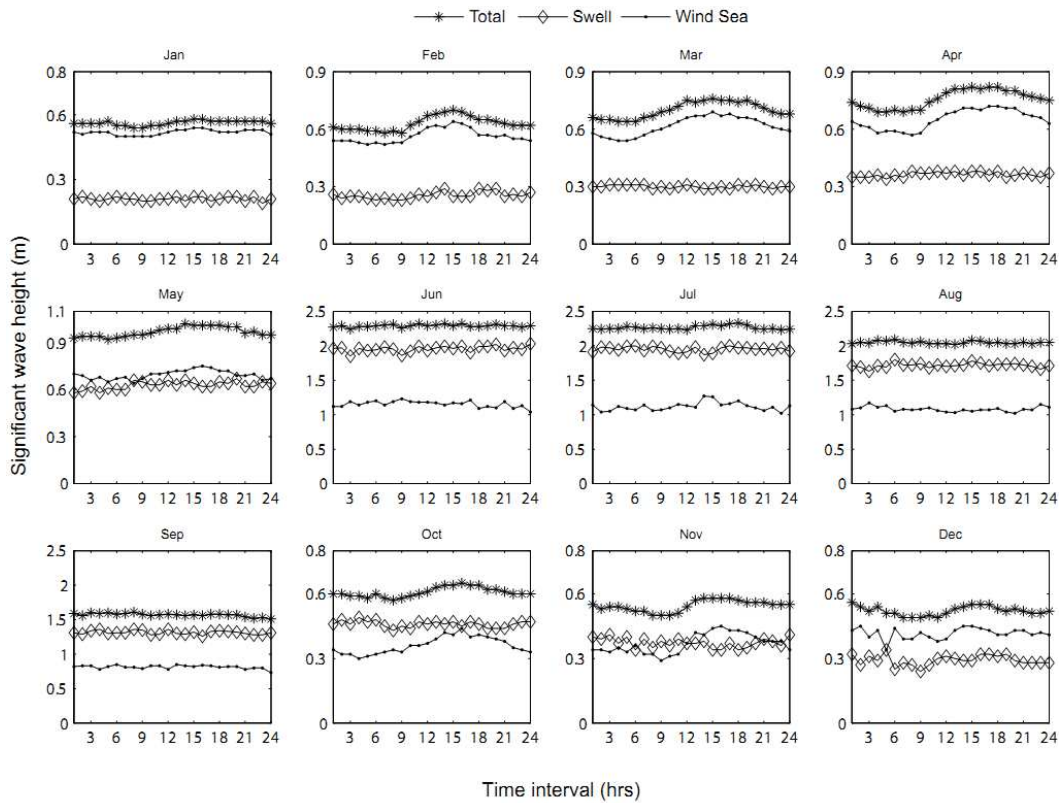 Total Swell Wind Sea
Jan Feb Mar Apr
0.8 0.9 0.9 0.9
0.6 0.6 0.6 0.6
0.3 0.3 0.3 0.3
0 0 0 0
3 6 9 12 15 18 21 24 3 6 9 12 15 18 21 24 3 6 9 12 15 18 21 24 3 6 9 12 15 18 21 24
May Jun Jul Aug
1.1 2.5 2.5 2.5
0.9 2 2 2
0.6 1.5 1.5 1.5
0.3 1 1 1
0.5 0.5 0.5
0 0 0 0
3 6 9 12 15 18 21 24 3 6 9 12 15 18 21 24 3 6 9 12 15 18 21 24 3 6 9 12 15 18 21 24
Sep Oct Nov Dec
2.5 0.8 0.8 0.8
2 0.6 0.6 0.6
1.5 0.3 0.3 0.3
1
0.5
0 0 0 0
3 6 9 12 15 18 21 24 3 6 9 12 15 18 21 24 3 6 9 12 15 18 21 24 3 6 9 12 15 18 21 24
Significant wave height (m)
Time interval (hrs)